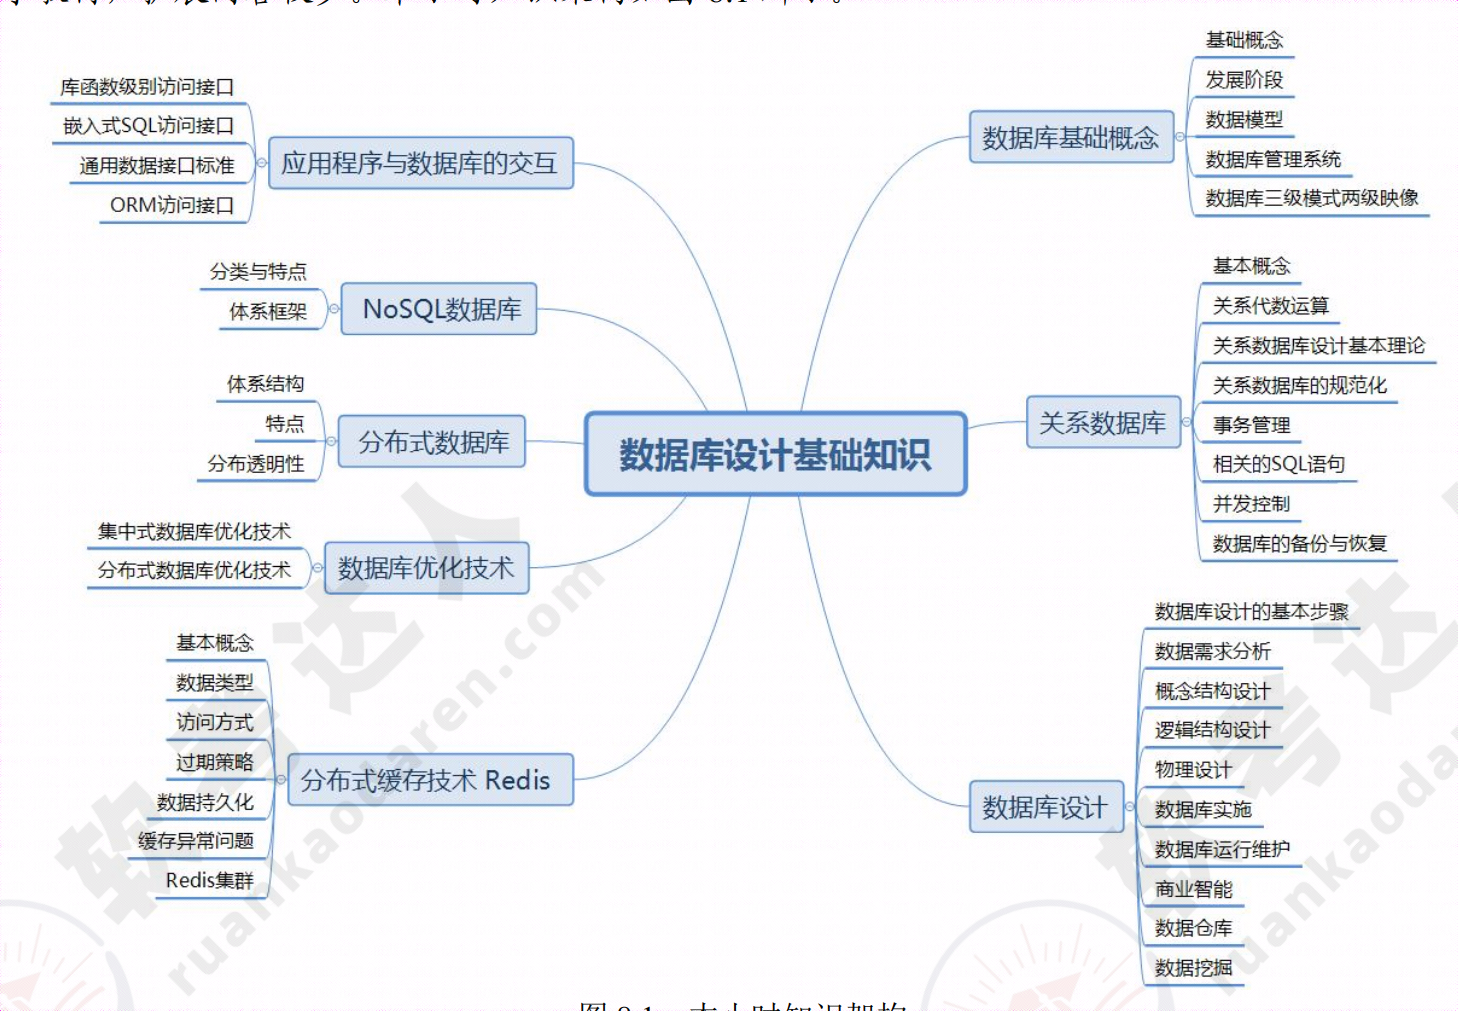 数据库设计基础知识
数据库基础概念
基础概念
发展阶段
数据模型
数据库管理系统
数据库三级模式两级映像
关系数据库
基本概念
关系代数运算
关系数据库设计基本理论
关系数据库的规范化
事务管理
相关的SQL语句
并发控制
数据库的备份与恢复
数据库设计
数据库设计的基本步骤
数据需求分析
概念结构设计
逻辑结构设计
物理设计
数据库实施
数据库运行维护
商业智能
数据仓库
数据挖掘
应用程序与数据库的交互
库函数级别访问接口
嵌入式SQL访问接口
通用数据接口标准
ORM访问接口
NoSQL数据库
分类与特点
体系框架
分布式数据库
体系结构
特点
分布透明性
数据库优化技术
集中式数据库优化技术
分布式数据库优化技术
分布式缓存技术 Redis
基本概念
数据类型
访问方式
过期策略
数据持久化
缓存异常问题
Redis集群
软考达人
ruankaodaren.com
软考达
ruankaoda